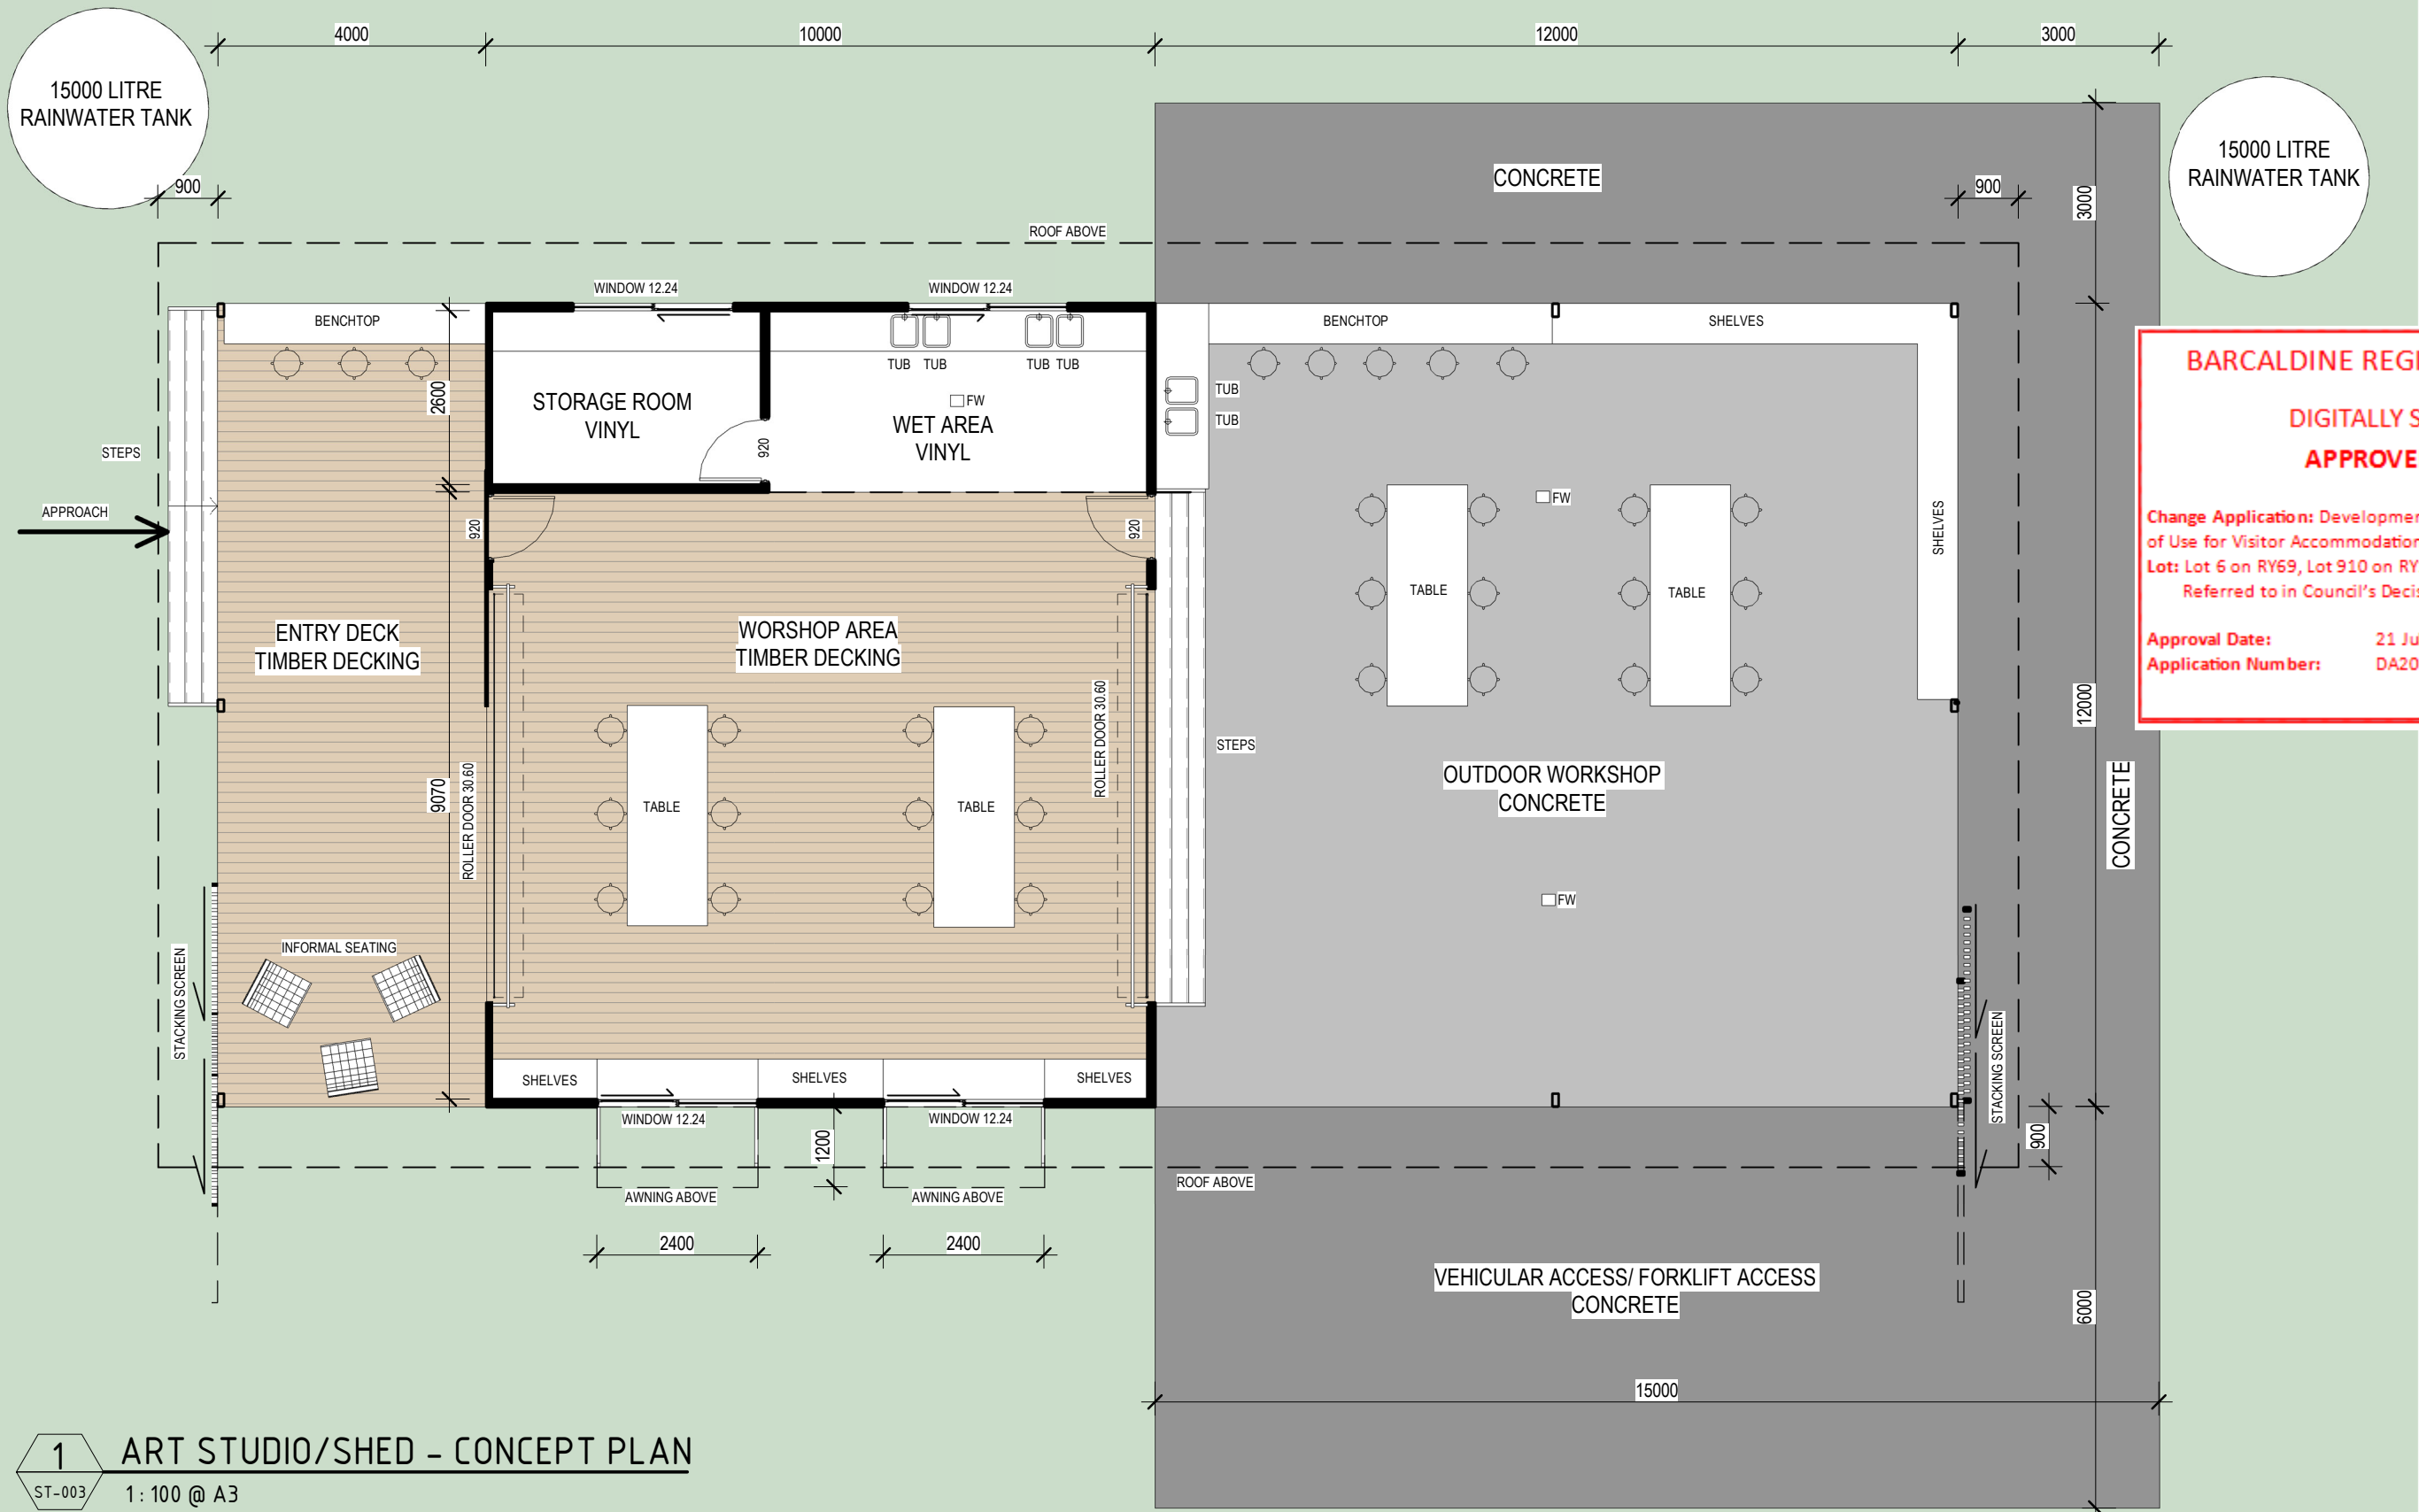 4000
10000
12000
3000
15000 LITRE
RAINWATER TANK
15000 LITRE
RAINWATER TANK
900
CONCRETE
900
3000
ROOF ABOVE
WINDOW 12.24
WINDOW 12.24
BENCHTOP
BENCHTOP
SHELVES
TUB
TUB
TUB
TUB
TUB
TUB
2600
STORAGE ROOM
VINYL
FW
WET AREA
VINYL
920
STEPS
APPROACH
920
920
FW
SHELVES
TABLE
TABLE
BARCALDINE REGI
DIGITALLY S
APPROVE
Change Application: Developmen
of Use for Visitor Accommodation
Lot: Lot 6 on RY69, Lot 910 on RY
Referred to in Council's Decis
Approval Date: 21 Ju
Application Number: DA20
ENTRY DECK
TIMBER DECKING
WORSHOP AREA
TIMBER DECKING
ROLLER DOOR 30.60
ROLLER DOOR 30.60
9070
STEPS
12000
OUTDOOR WORKSHOP
CONCRETE
CONCRETE
TABLE
TABLE
FW
INFORMAL SEATING
STACKING SCREEN
STACKING SCREEN
SHELVES
SHELVES
SHELVES
WINDOW 12.24
WINDOW 12.24
1200
900
AWNING ABOVE
AWNING ABOVE
ROOF ABOVE
2400
2400
VEHICULAR ACCESS/ FORKLIFT ACCESS
CONCRETE
6000
15000
1
ST-003
ART STUDIO/SHED - CONCEPT PLAN
1:100 @ A3